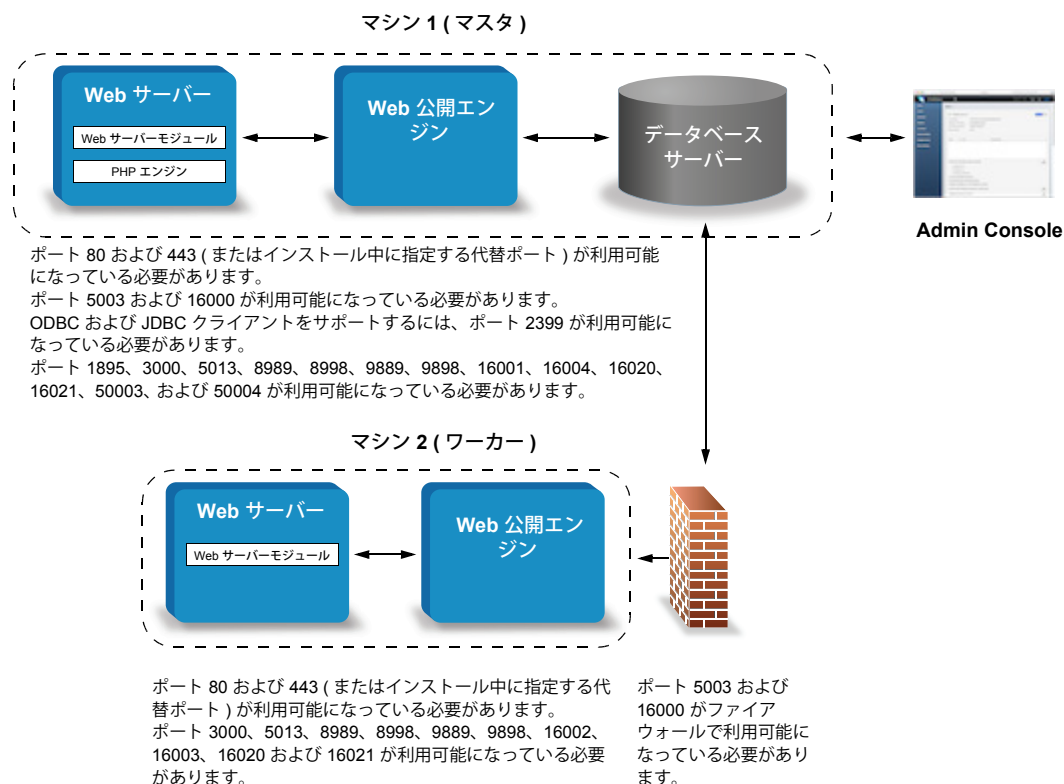 マシン 1 ( マスタ )
Web サーバー
Web サーバーモジュール
PHP エンジン
Web 公開エン
ジン
データベース
サーバー
Admin Console
ポート 80 および 443 ( またはインストール中に指定する代替ポート ) が利用可能
になっている必要があります。
ポート 5003 および 16000 が利用可能になっている必要があります。
ODBC および JDBC クライアントをサポートするには、ポート 2399 が利用可能に
なっている必要があります。
ポート 1895、3000、5013、8989、8998、9889、9898、16001、16004、16020、
16021、50003、および 50004 が利用可能になっている必要があります。
マシン 2 ( ワーカー )
Web サーバー
Web サーバーモジュール
Web 公開エン
ジン
ポート 80 および 443 ( またはインストール中に指定する代
替ポート ) が利用可能になっている必要があります。
ポート 3000、5013、8989、8998、9889、9898、16002、
16003、16020 および 16021 が利用可能になっている必要
があります。
ポート 5003 および
16000 がファイア
ウォールで利用可能に
なっている必要があり
ます。